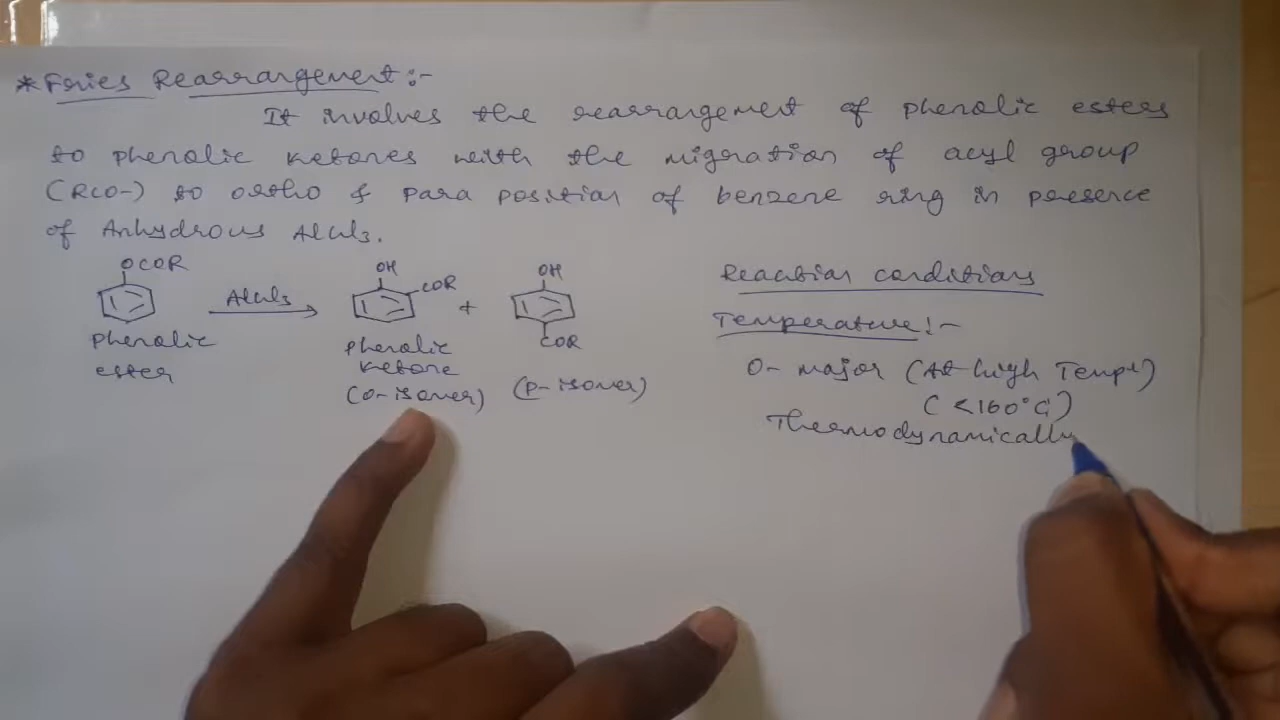 * Fries Rearrangement :-
It involves the rearrangement of phenolic esters
to phenolic ketones with the migration of acyl group
(RCO-) to ortho & para position of benzene ring in presence
of Anhydrous AlCl3.
OCOR
AlCl3
OH
COR
+
OH
COR
Phenolic
ester
Phenolic
ketone
(o-isomer)
(p-isomer)
Reaction conditions
Temperature :-
O- major (At high Tempr)
( <160°C )
Thermodynamically